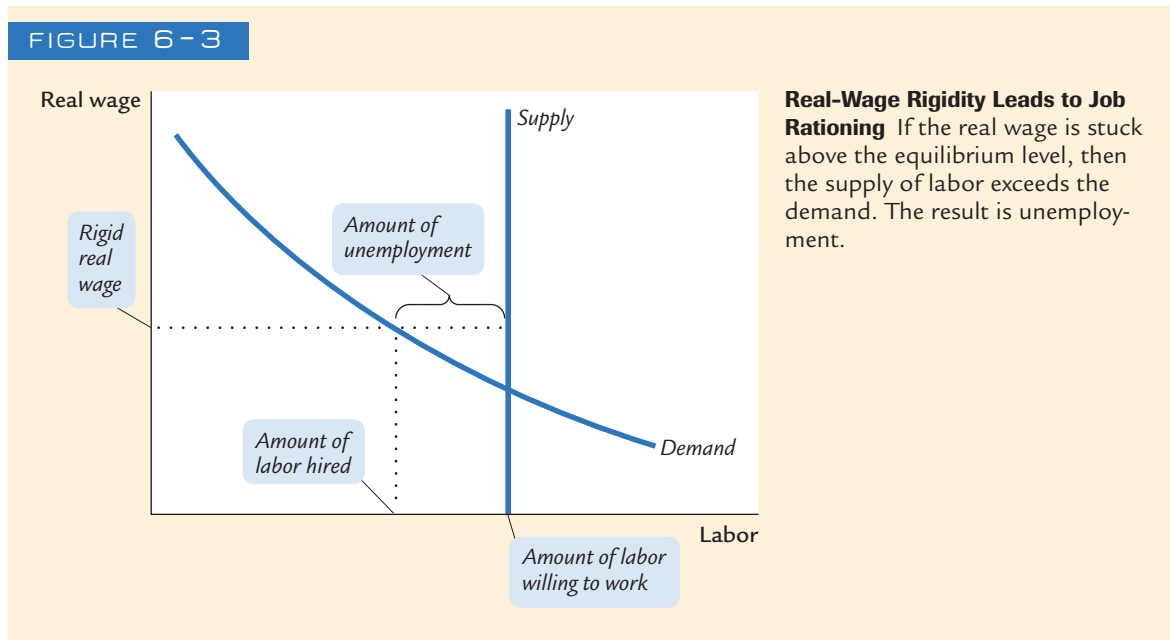 FIGURE 6-3
Real wage
Supply
Rigid
real
wage
Amount of
unemployment
Amount of
labor hired
Demand
Labor
Amount of labor
willing to work
Real-Wage Rigidity Leads to Job
Rationing If the real wage is stuck
above the equilibrium level, then
the supply of labor exceeds the
demand. The result is unemploy-
ment.